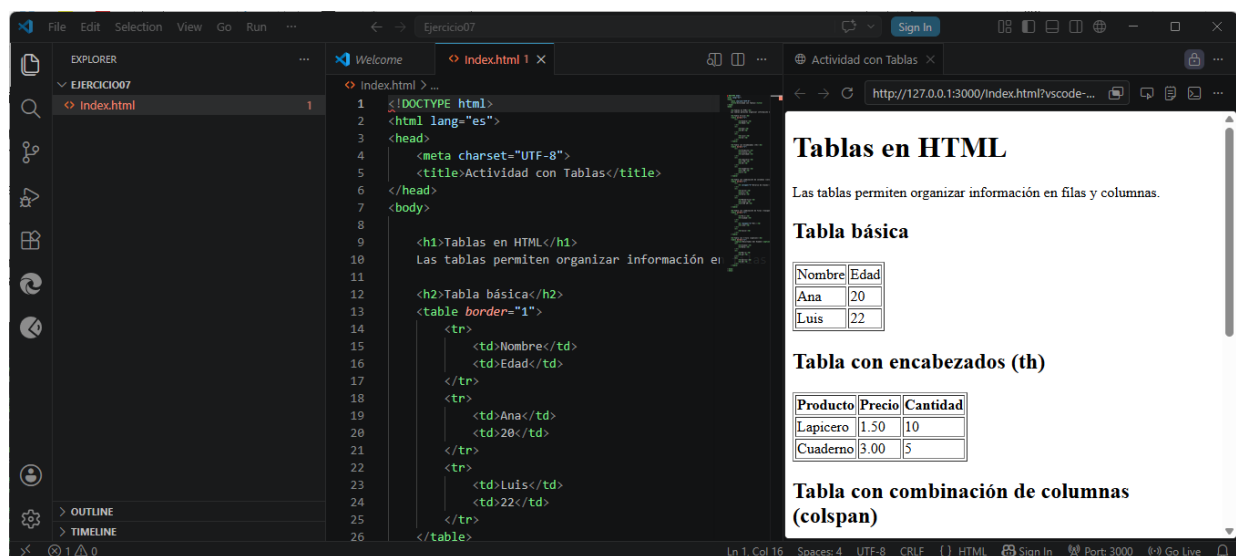 File Edit Selection View Go Run ··· Ejercicio07 Sign In
EXPLORER
EJERCICIO07
Index.html 1
OUTLINE
TIMELINE
Welcome Index.html 1
Index.html > ...
1 <!DOCTYPE html>
2 <html lang="es">
3 <head>
4 <meta charset="UTF-8">
5 <title>Actividad con Tablas</title>
6 </head>
7 <body>
8
9 <h1>Tablas en HTML</h1>
10 Las tablas permiten organizar información en
11
12 <h2>Tabla básica</h2>
13 <table border="1">
14 <tr>
15 <td>Nombre</td>
16 <td>Edad</td>
17 </tr>
18 <tr>
19 <td>Ana</td>
20 <td>20</td>
21 </tr>
22 <tr>
23 <td>Luis</td>
24 <td>22</td>
25 </tr>
26 </table>
Actividad con Tablas
http://127.0.0.1:3000/Index.html?vscode-...
Tablas en HTML
Las tablas permiten organizar información en filas y columnas.
Tabla básica
Nombre Edad
Ana 20
Luis 22
Tabla con encabezados (th)
Producto Precio Cantidad
Lapicero 1.50 10
Cuaderno 3.00 5
Tabla con combinación de columnas
(colspan)
1 0 Ln 1, Col 16 Spaces: 4 UTF-8 CRLF {} HTML Sign In Port: 3000 Go Live